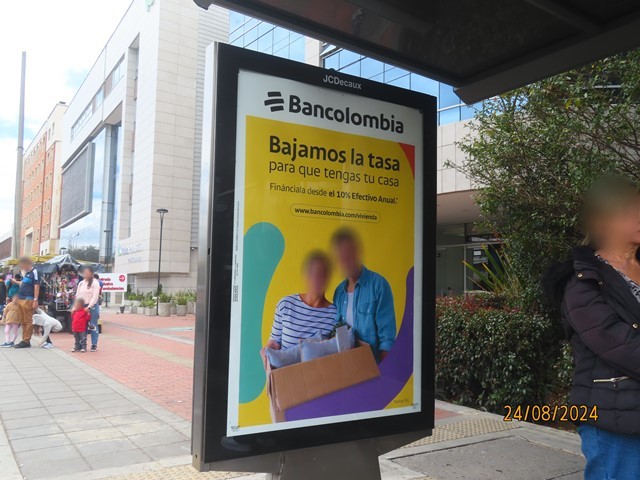 JCDecaux
Bancolombia
Bajamos la tasa
para que tengas tu casa
Fináncíala desde el 10% Efectivo Anual.*
www.bancolombia.com/vivienda
24/08/2024